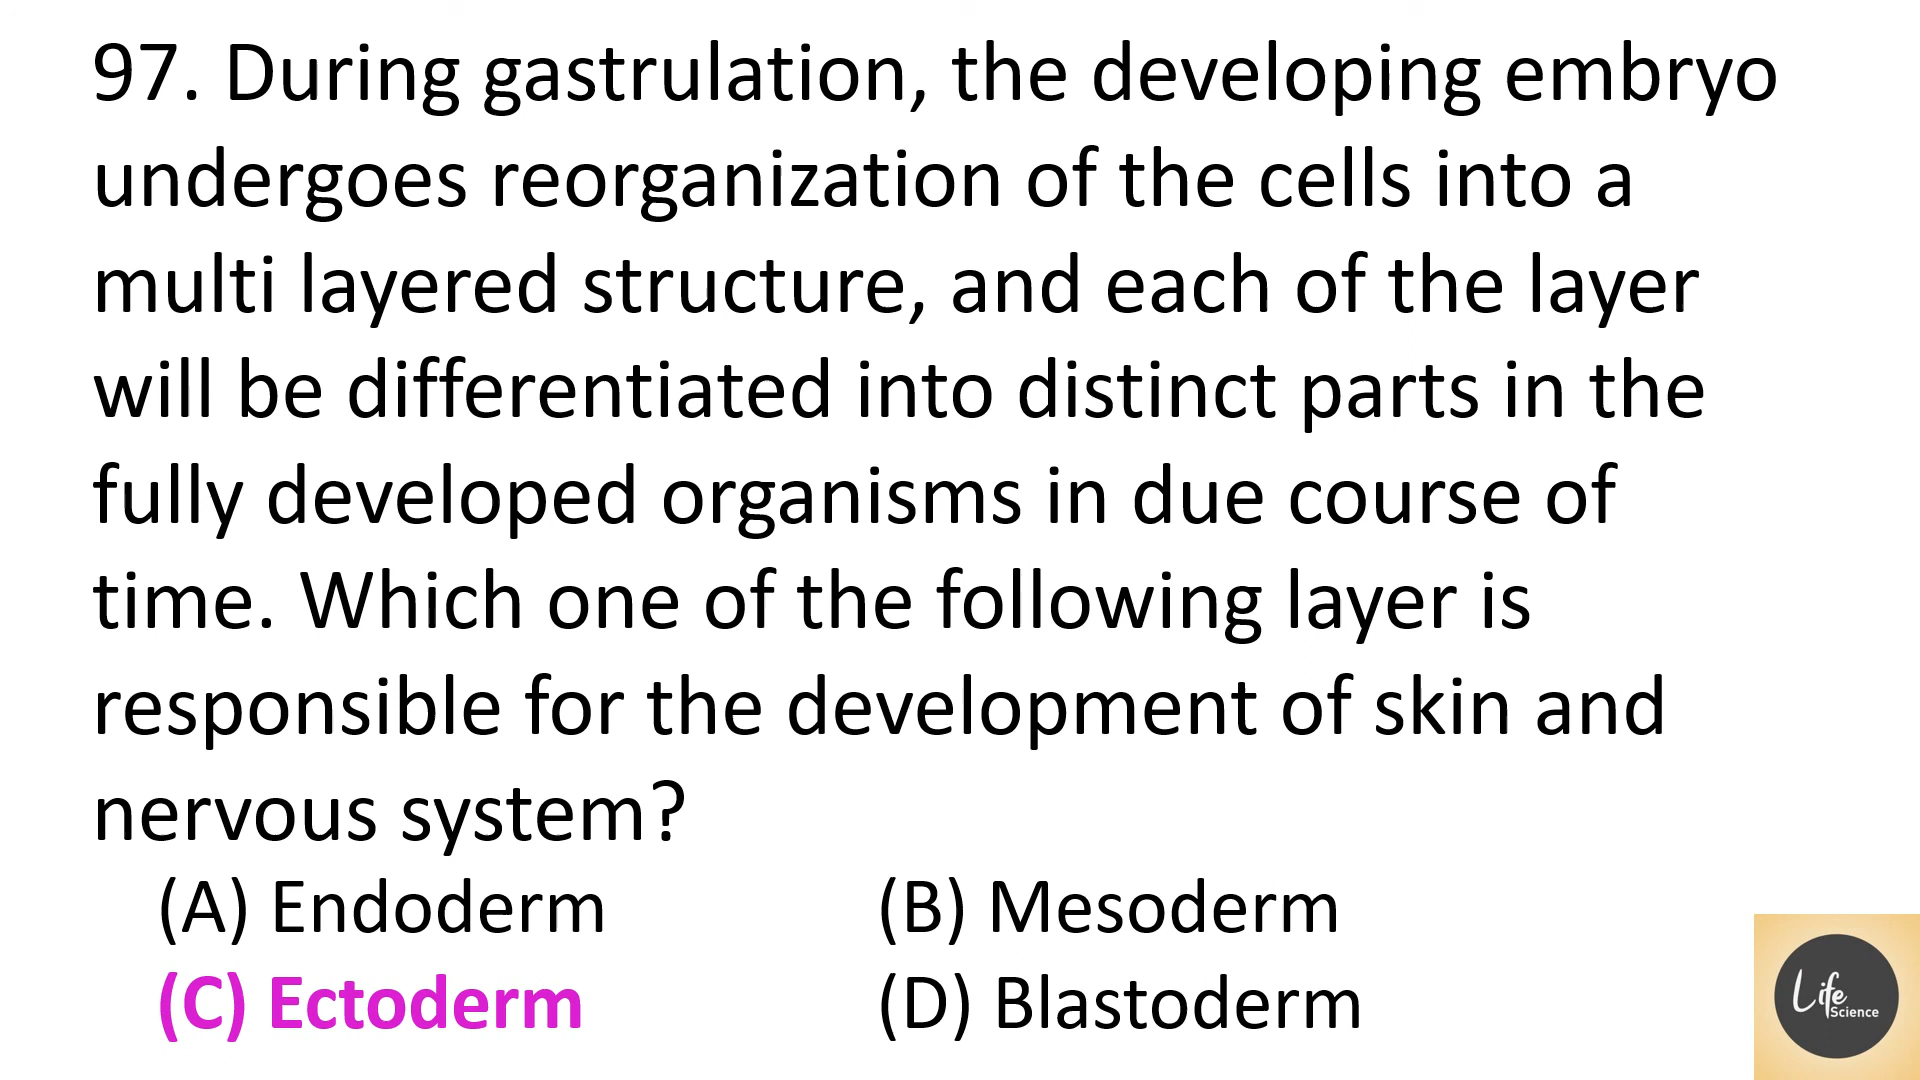 97. During gastrulation, the developing embryo
undergoes reorganization of the cells into a
multi layered structure, and each of the layer
will be differentiated into distinct parts in the
fully developed organisms in due course of
time. Which one of the following layer is
responsible for the development of skin and
nervous system?
(A) Endoderm (B) Mesoderm
(C) Ectoderm (D) Blastoderm
Life
Science